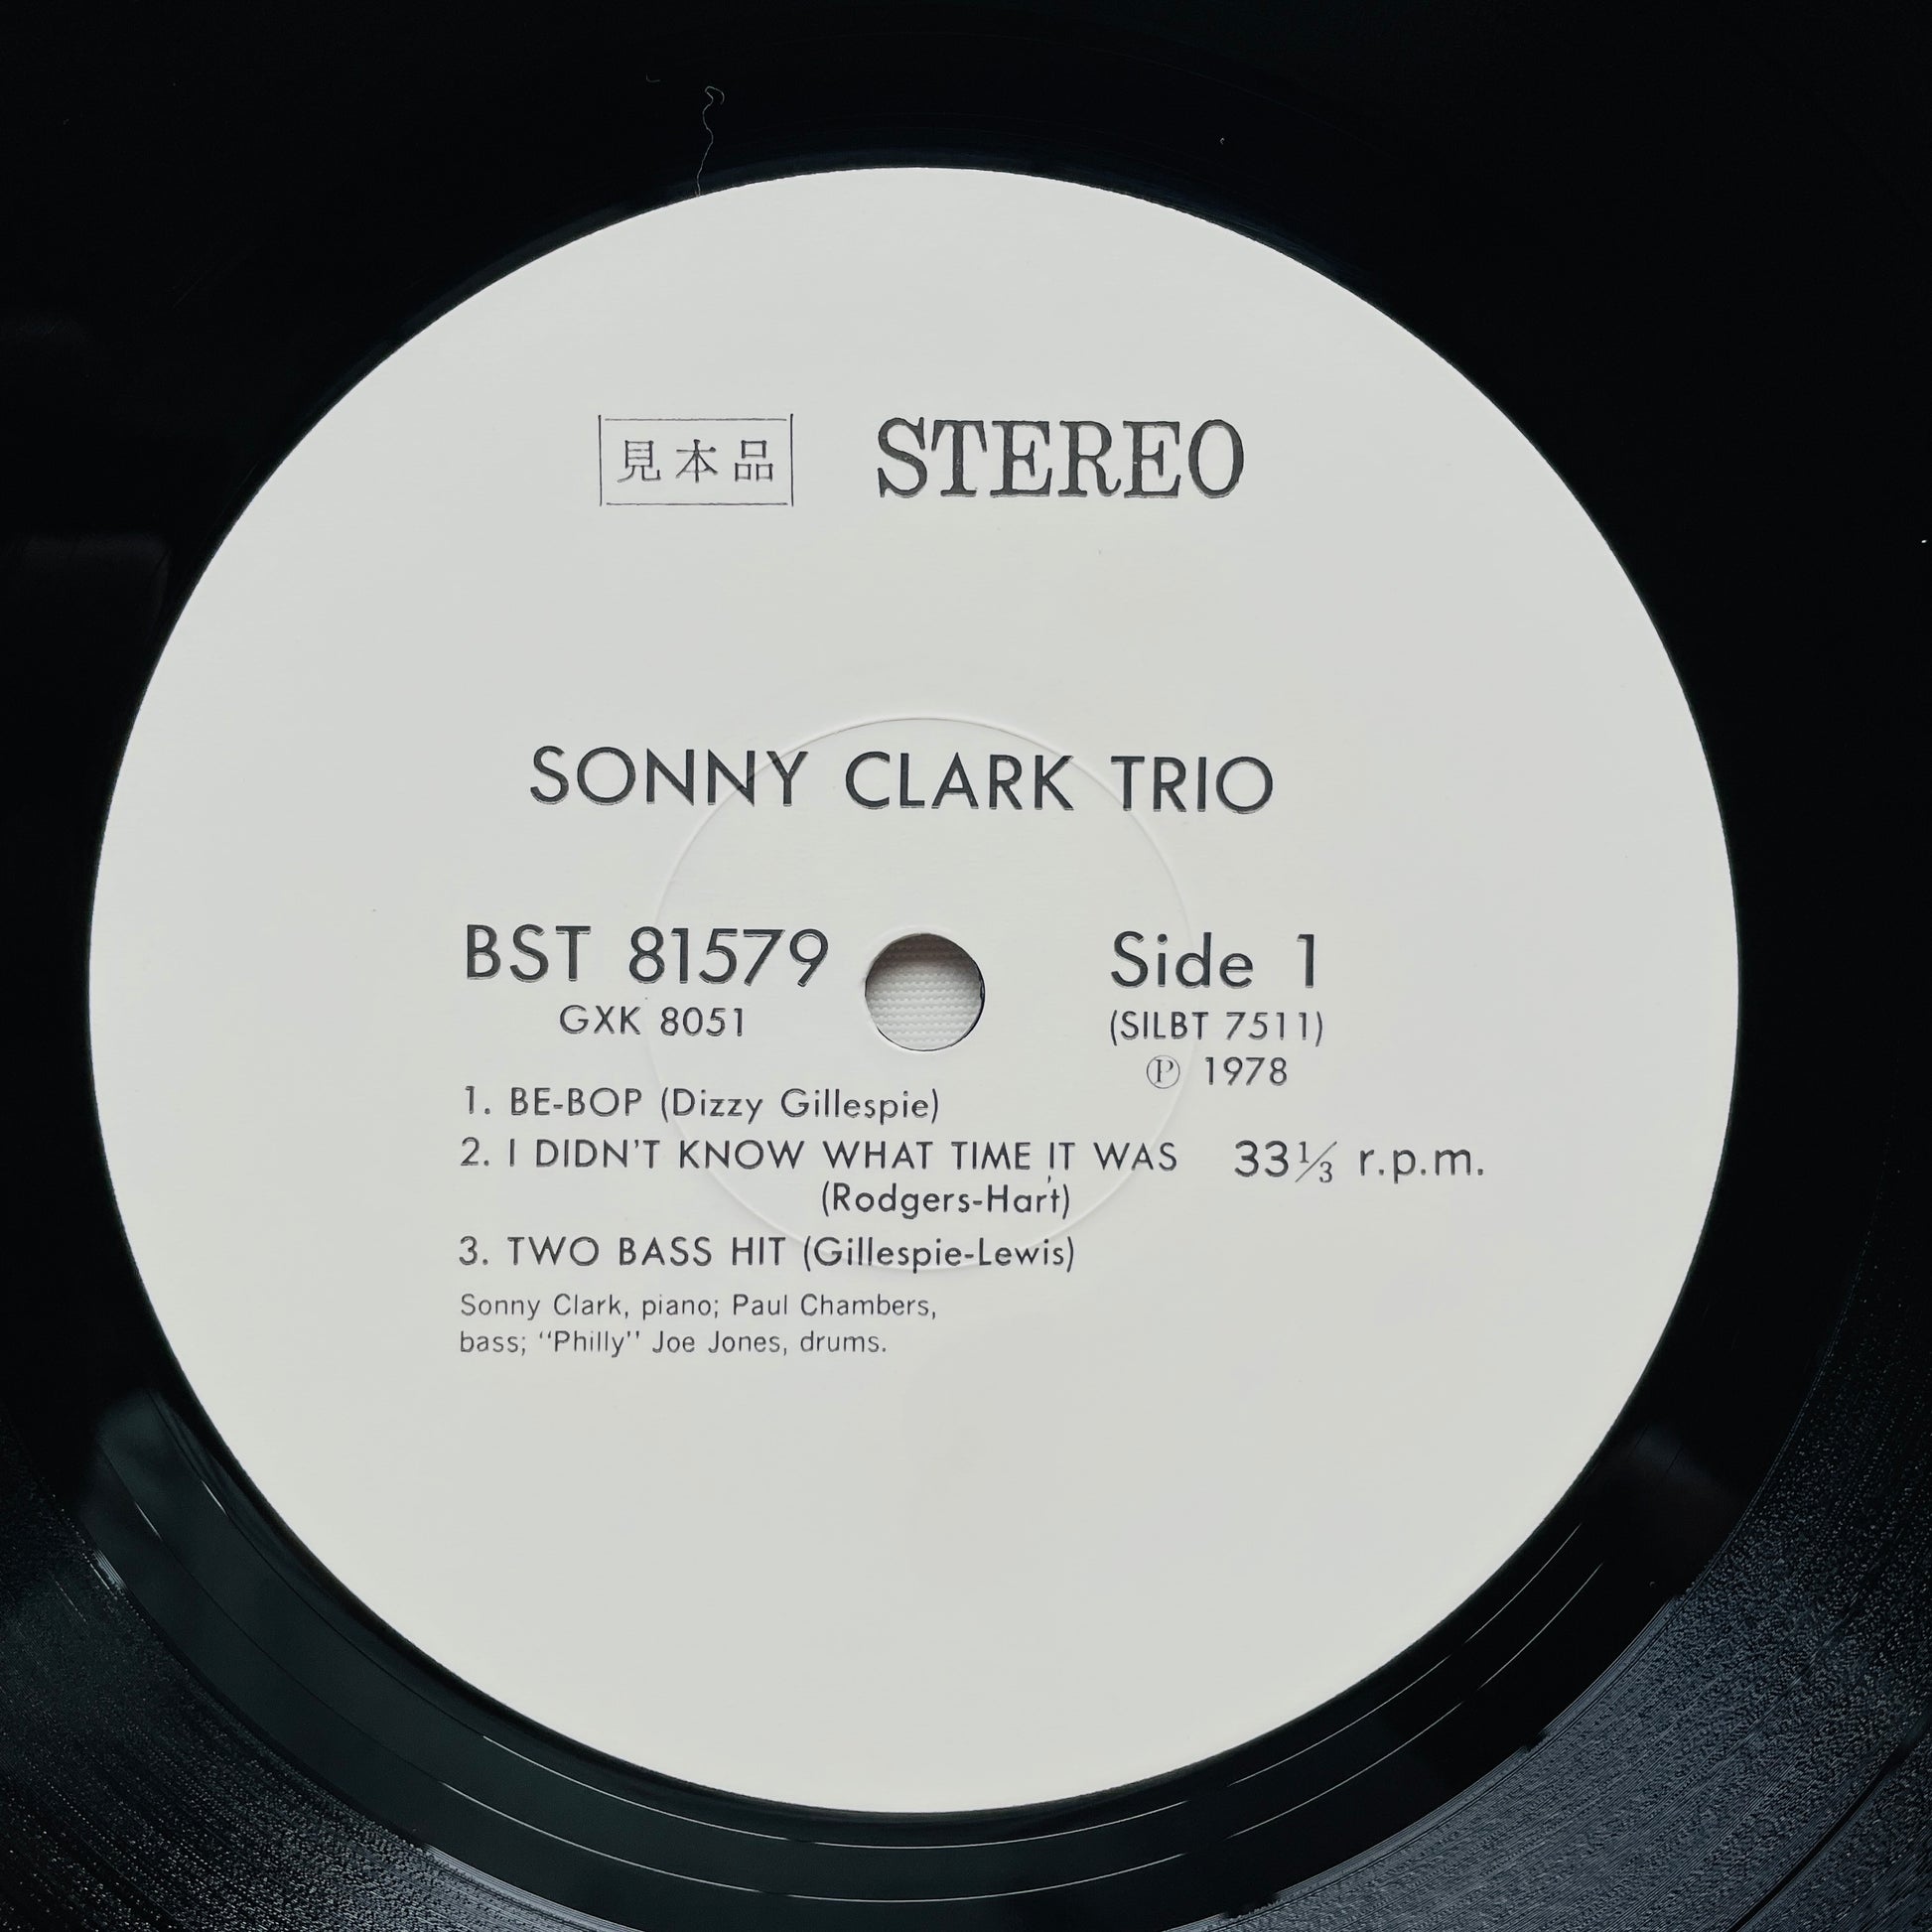 見本品 STEREO
SONNY CLARK TRIO
BST 81579 Side 1
GXK 8051 (SILBT 7511)
Ⓟ 1978
1. BE-BOP (Dizzy Gillespie)
2. I DIDN'T KNOW WHAT TIME IT WAS 33⅓ r.p.m.
(Rodgers-Hart)
3. TWO BASS HIT (Gillespie-Lewis)
Sonny Clark, piano; Paul Chambers,
bass; "Philly" Joe Jones, drums.